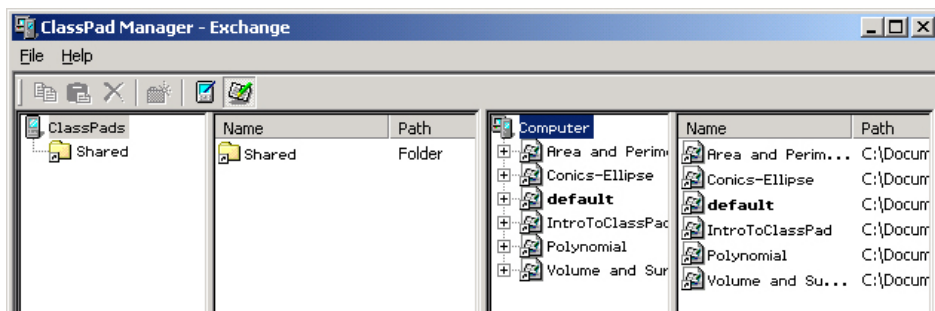 ClassPad Manager - Exchange
File Help
ClassPads
Shared
Name Path
Shared Folder
Computer
Area and Perim
Conics-Ellipse
default
IntroToClassPad
Polynomial
Volume and Sur
Name Path
Area and Perim... C:\Docum
Conics-Ellipse C:\Docum
default C:\Docum
IntroToClassPad C:\Docum
Polynomial C:\Docum
Volume and Su... C:\Docum